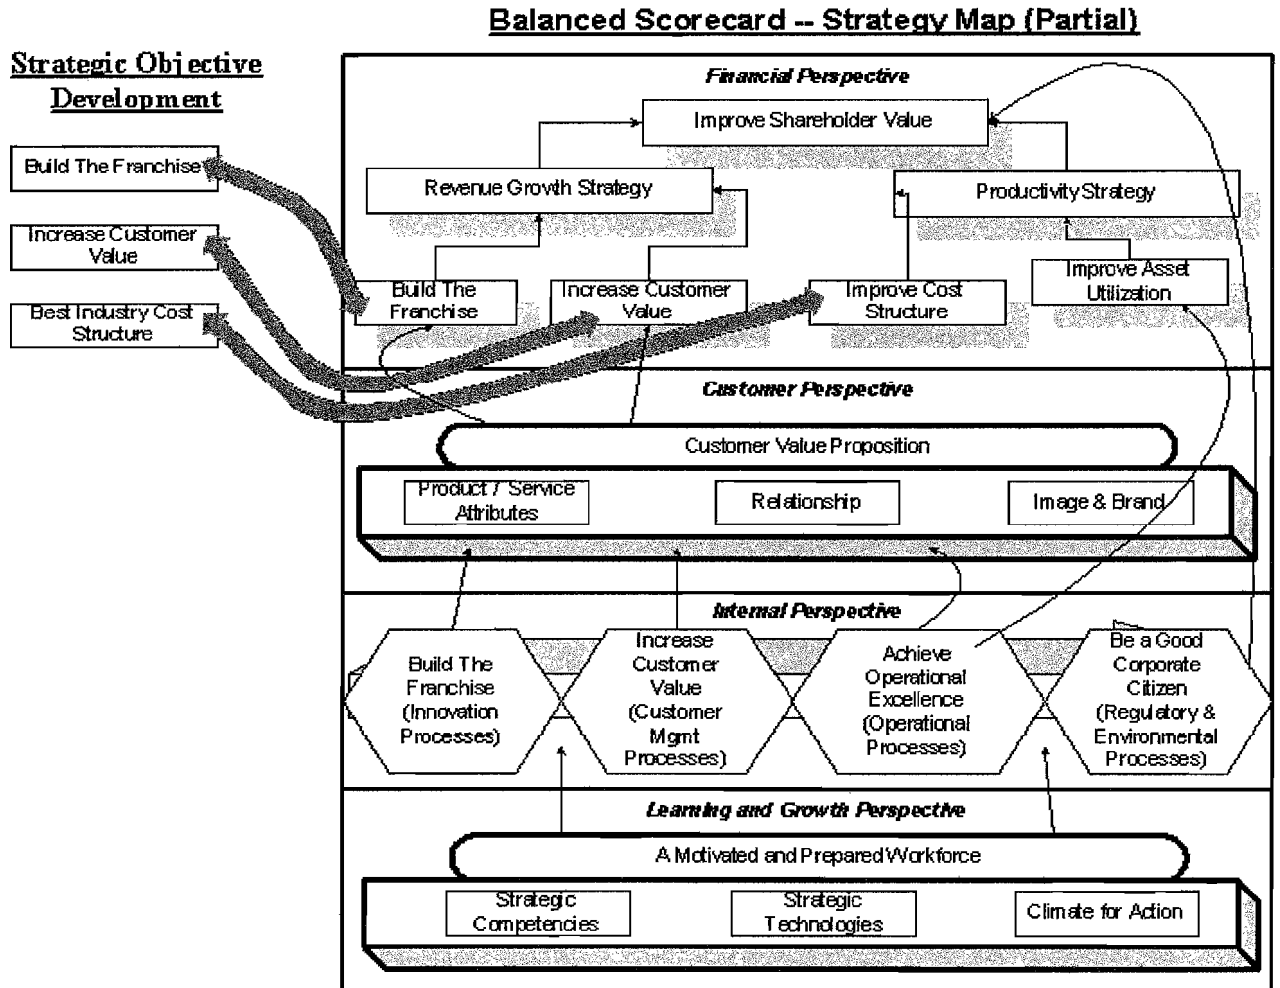 Balanced Scorecard -- Strategy Map (Partial)
Strategic Objective
Development
Build The Franchise
Increase Customer
Value
Best Industry Cost
Structure
Financial Perspective
Improve Shareholder Value
Revenue Growth Strategy
Productivity Strategy
Build The
Franchise
Increase Customer
Value
Improve Cost
Structure
Improve Asset
Utilization
Customer Perspective
Customer Value Proposition
Product / Service
Attributes
Relationship
Image & Brand
Internal Perspective
Build The
Franchise
(Innovation
Processes)
Increase
Customer
Value
(Customer
Mgmt
Processes)
Achieve
Operational
Excellence
(Operational
Processes)
Be a Good
Corporate
Citizen
(Regulatory &
Environmental
Processes)
Learning and Growth Perspective
A Motivated and Prepared Workforce
Strategic
Competencies
Strategic
Technologies
Climate for Action